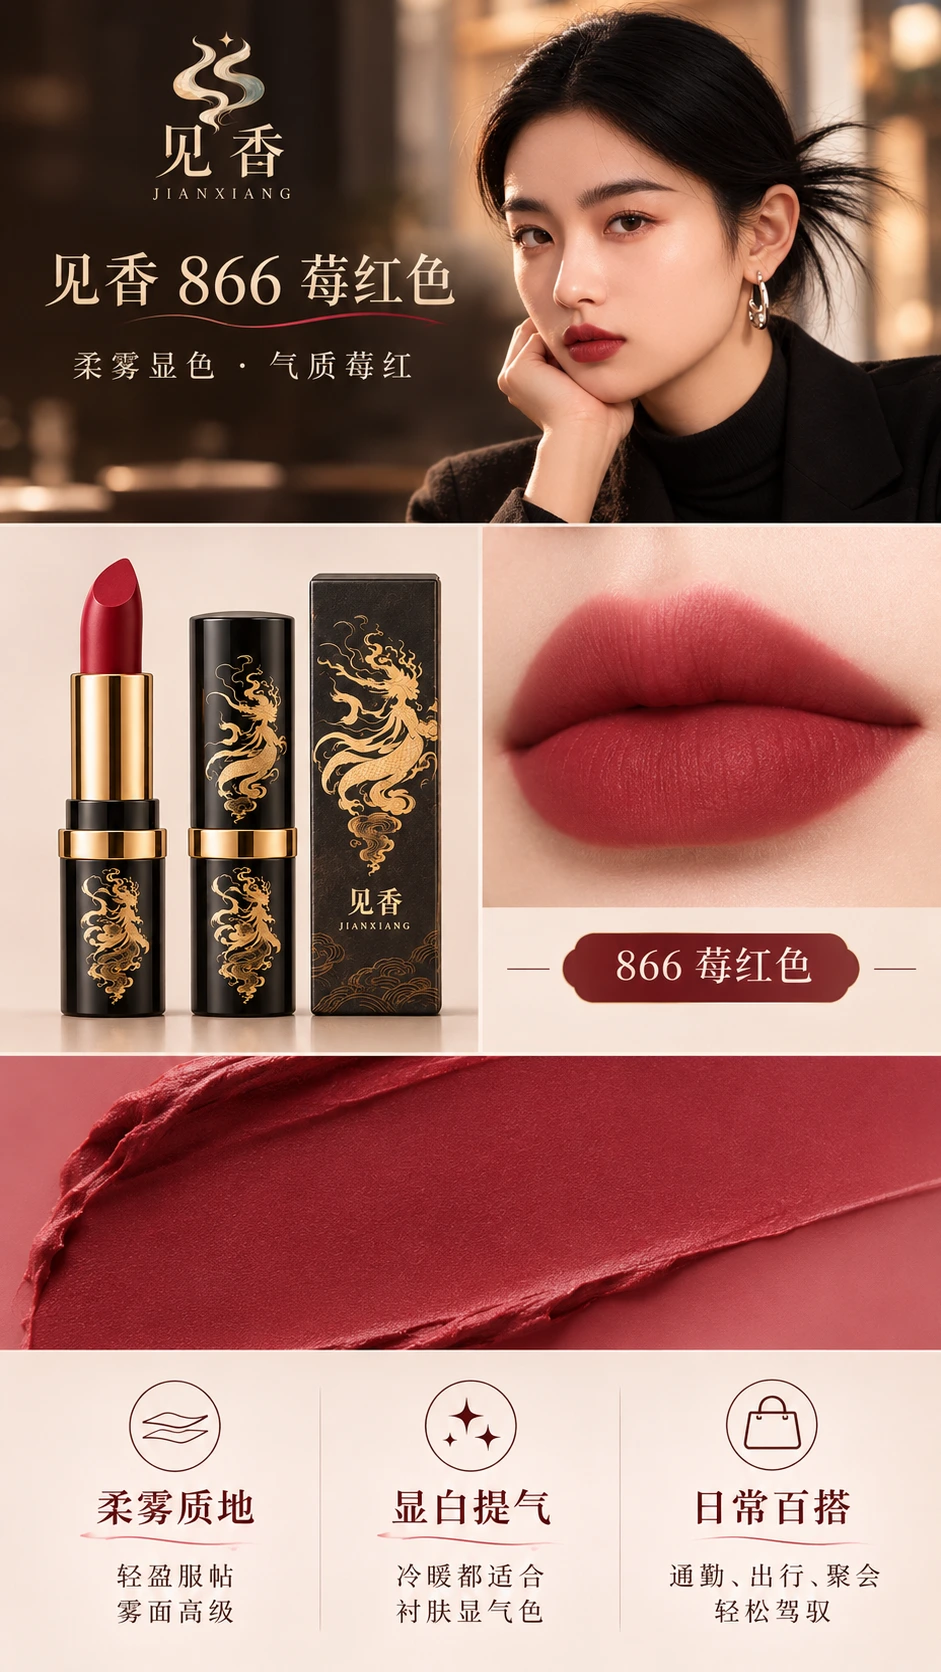 见香
JIANXIANG
见香 866 莓红色
柔雾显色 · 气质莓红
见香
JIANXIANG
866 莓红色
柔雾质地
轻盈服帖
雾面高级
显白提气
冷暖都适合
衬肤显气色
日常百搭
通勤、出行、聚会
轻松驾驭